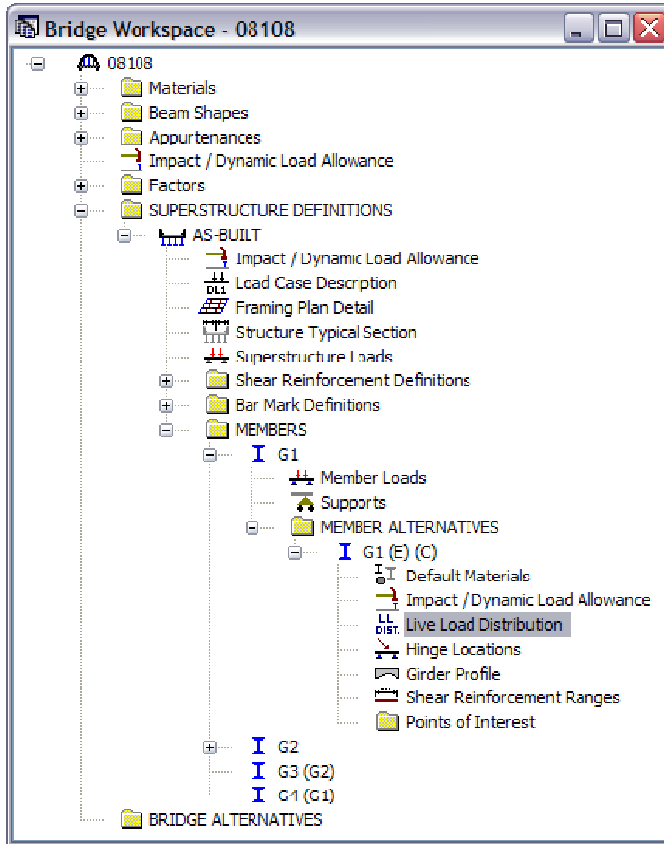 Bridge Workspace - 08108
08108
Materials
Beam Shapes
Appurtenances
Impact / Dynamic Load Allowance
Factors
SUPERSTRUCTURE DEFINITIONS
AS-BUILT
Impact / Dynamic Load Allowance
DL1 Load Case Description
Framing Plan Detail
Structure Typical Section
Superstructure Loads
Shear Reinforcement Definitions
Bar Mark Definitions
MEMBERS
G1
Member Loads
Supports
MEMBER ALTERNATIVES
G1 (E) (C)
Default Materials
Impact / Dynamic Load Allowance
LL DIST. Live Load Distribution
Hinge Locations
Girder Profile
Shear Reinforcement Ranges
Points of Interest
G2
G3 (G2)
G4 (G1)
BRIDGE ALTERNATIVES